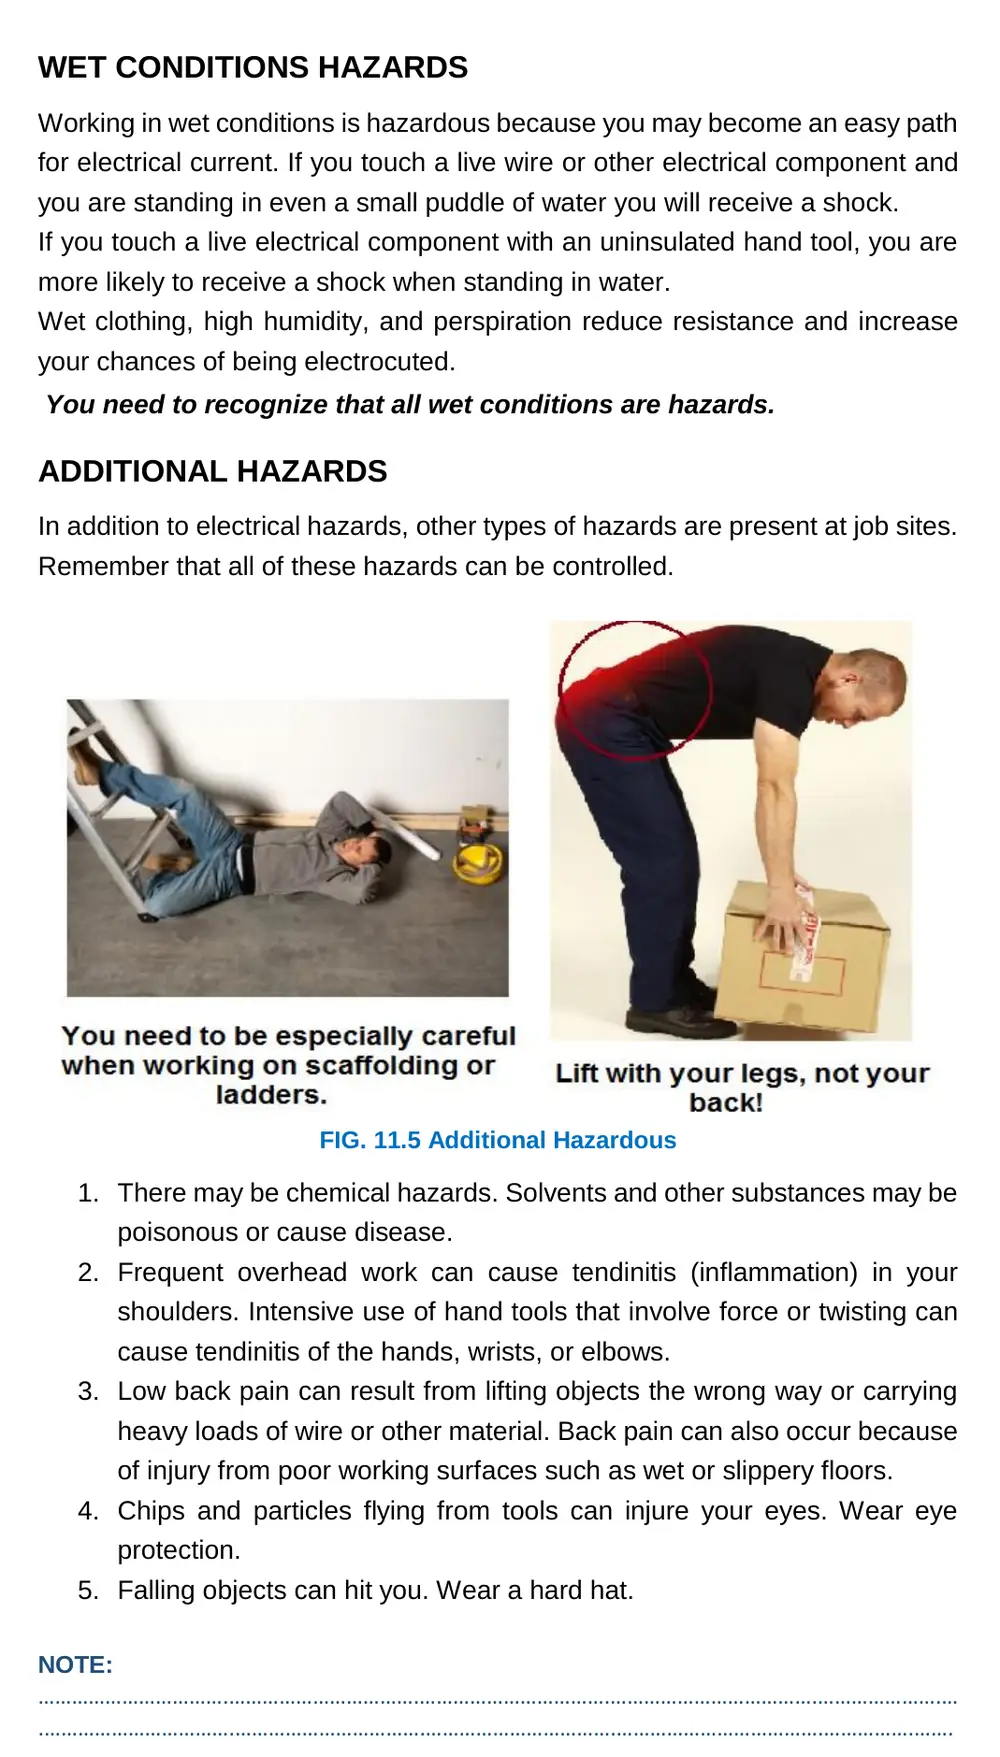 WET CONDITIONS HAZARDS
Working in wet conditions is hazardous because you may become an easy path
for electrical current. If you touch a live wire or other electrical component and
you are standing in even a small puddle of water you will receive a shock.
If you touch a live electrical component with an uninsulated hand tool, you are
more likely to receive a shock when standing in water.
Wet clothing, high humidity, and perspiration reduce resistance and increase
your chances of being electrocuted.
You need to recognize that all wet conditions are hazards.
ADDITIONAL HAZARDS
In addition to electrical hazards, other types of hazards are present at job sites.
Remember that all of these hazards can be controlled.
You need to be especially careful
when working on scaffolding or
ladders.
Lift with your legs, not your
back!
FIG. 11.5 Additional Hazardous
1. There may be chemical hazards. Solvents and other substances may be
poisonous or cause disease.
2. Frequent overhead work can cause tendinitis (inflammation) in your
shoulders. Intensive use of hand tools that involve force or twisting can
cause tendinitis of the hands, wrists, or elbows.
3. Low back pain can result from lifting objects the wrong way or carrying
heavy loads of wire or other material. Back pain can also occur because
of injury from poor working surfaces such as wet or slippery floors.
4. Chips and particles flying from tools can injure your eyes. Wear eye
protection.
5. Falling objects can hit you. Wear a hard hat.
NOTE: